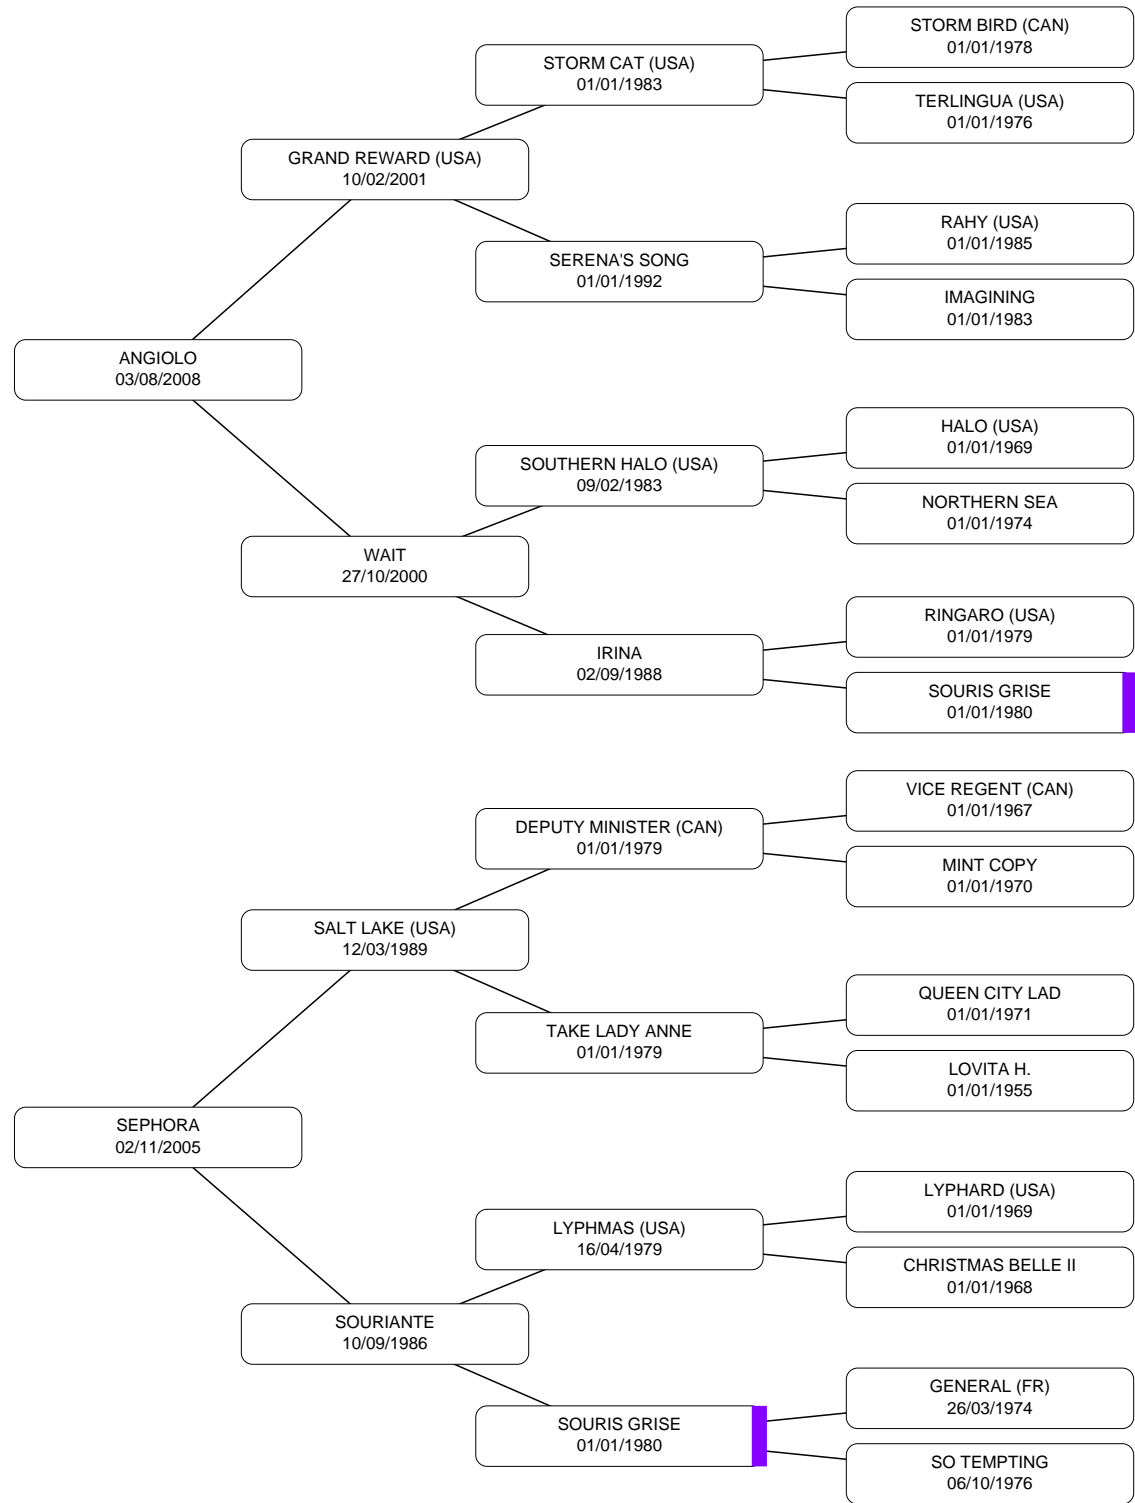 STORM BIRD (CAN)
01/01/1978
STORM CAT (USA)
01/01/1983
TERLINGUA (USA)
01/01/1976
GRAND REWARD (USA)
10/02/2001
RAHY (USA)
01/01/1985
SERENA'S SONG
01/01/1992
IMAGINING
01/01/1983
ANGIOLO
03/08/2008
HALO (USA)
01/01/1969
SOUTHERN HALO (USA)
09/02/1983
NORTHERN SEA
01/01/1974
WAIT
27/10/2000
RINGARO (USA)
01/01/1979
IRINA
02/09/1988
SOURIS GRISE
01/01/1980
VICE REGENT (CAN)
01/01/1967
DEPUTY MINISTER (CAN)
01/01/1979
MINT COPY
01/01/1970
SALT LAKE (USA)
12/03/1989
QUEEN CITY LAD
01/01/1971
TAKE LADY ANNE
01/01/1979
LOVITA H.
01/01/1955
SEPHORA
02/11/2005
LYPHARD (USA)
01/01/1969
LYPHMAS (USA)
16/04/1979
CHRISTMAS BELLE II
01/01/1968
SOURIANTE
10/09/1986
GENERAL (FR)
26/03/1974
SOURIS GRISE
01/01/1980
SO TEMPTING
06/10/1976